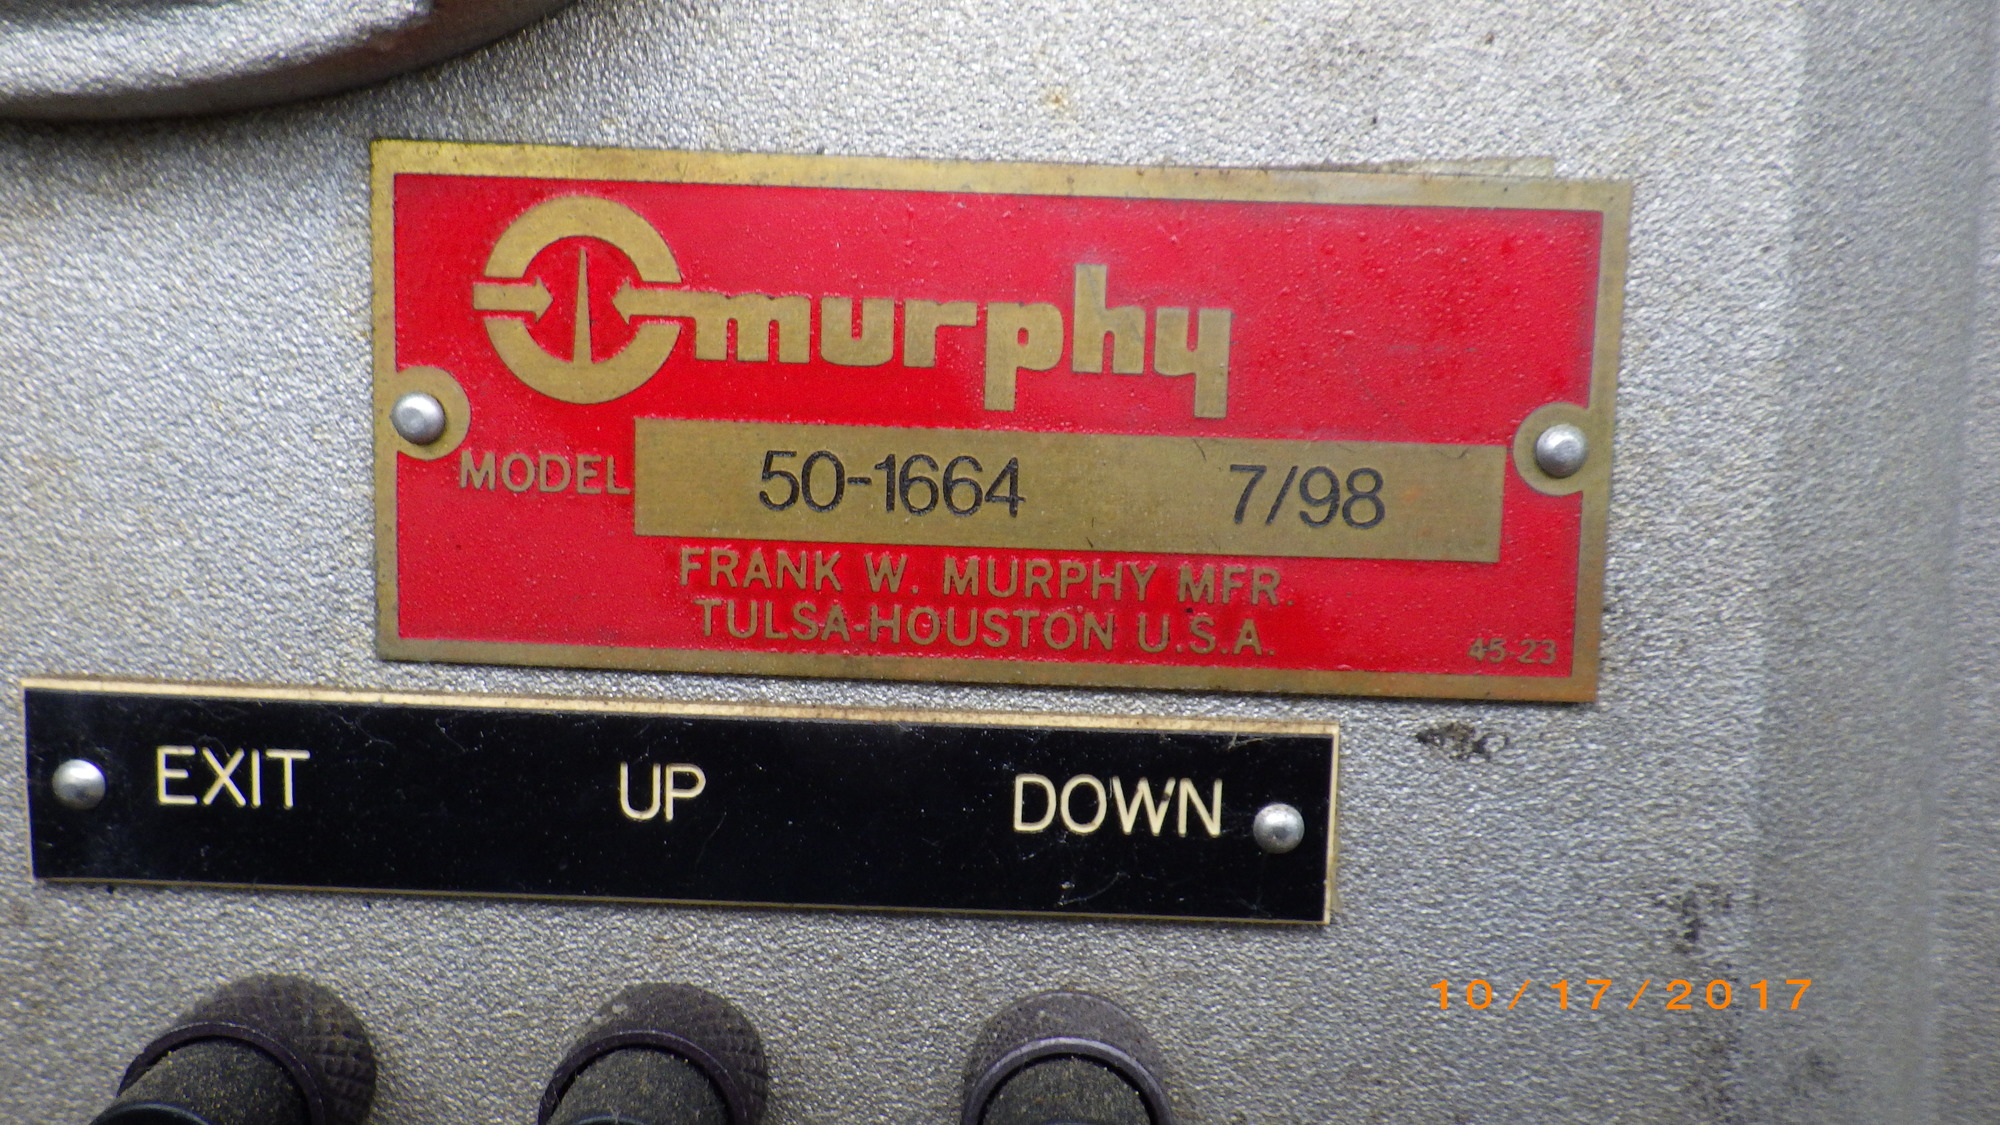 murphy
MODEL 50-1664 7/98
FRANK W. MURPHY MFR.
TULSA-HOUSTON U.S.A.
45-23
EXIT UP DOWN
10/17/2017